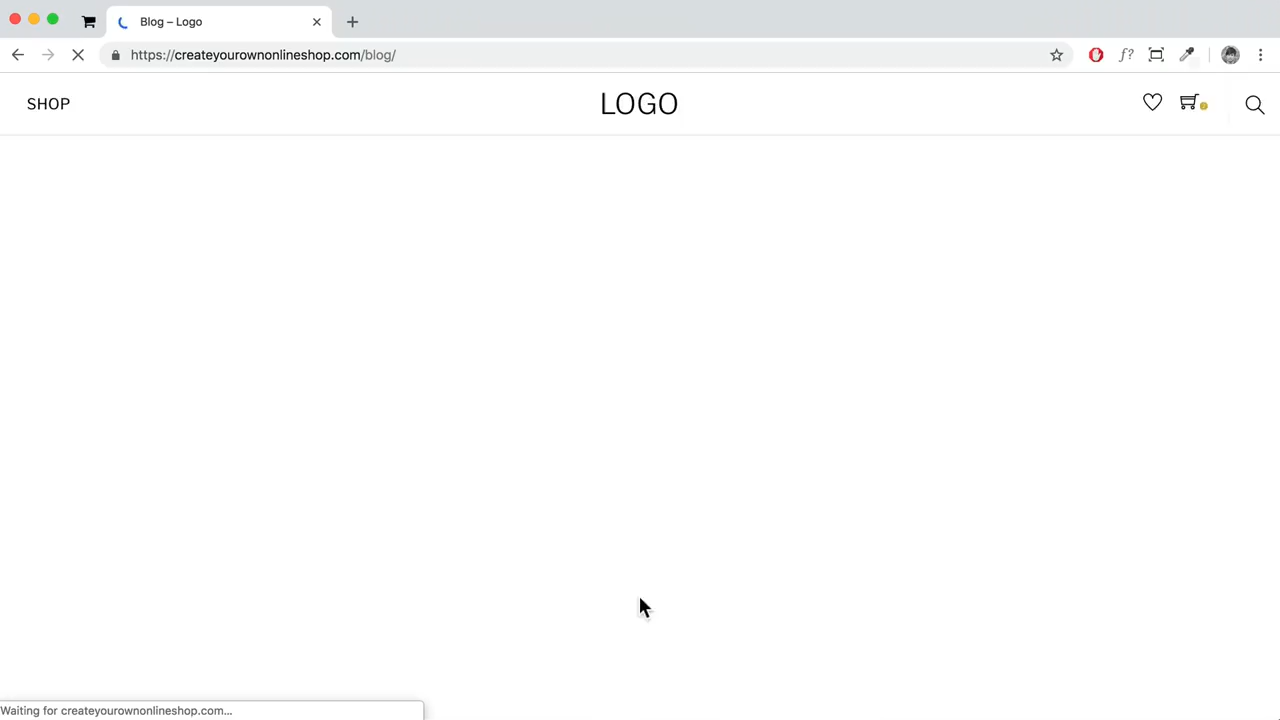 Blog – Logo
https://createyourownonlineshop.com/blog/
f?
SHOP
LOGO
Waiting for createyourownonlineshop.com...